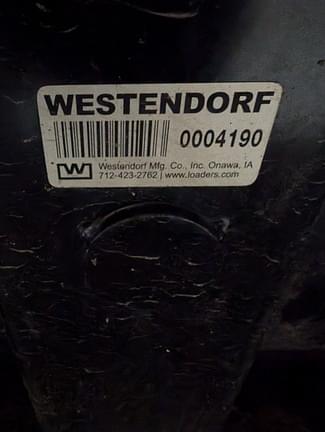 WESTENDORF
0004190
W Westendorf Mfg. Co., Inc. Onawa, IA
712-423-2762 | www.loaders.com